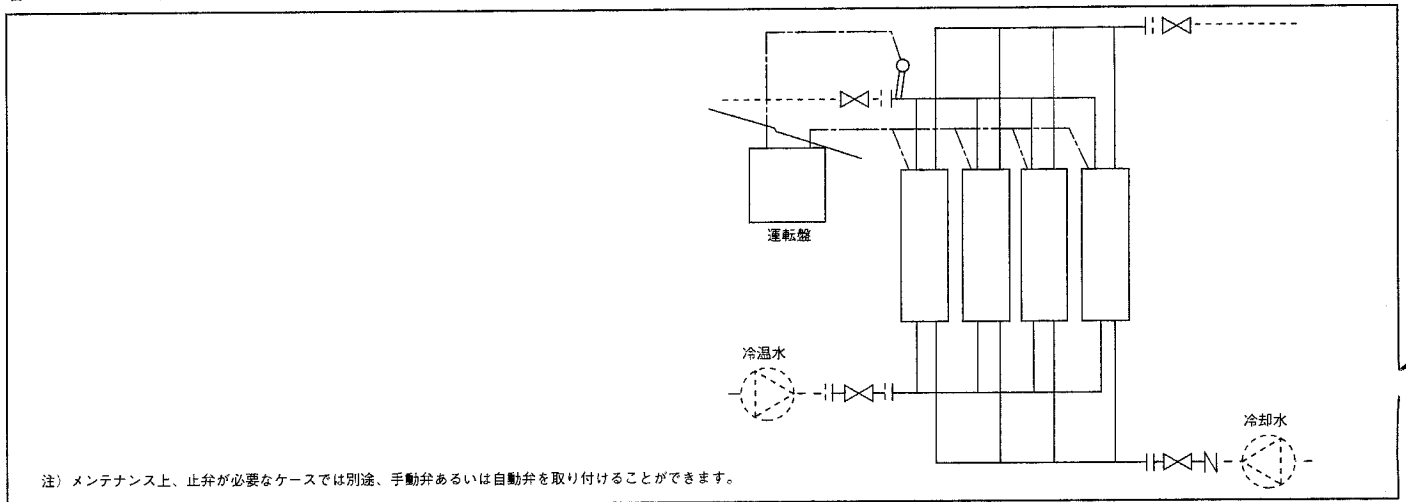 運転盤
冷温水
冷却水
注）メンテナンス上、止弁が必要なケースでは別途、手動弁あるいは自動弁を取り付けることができます。